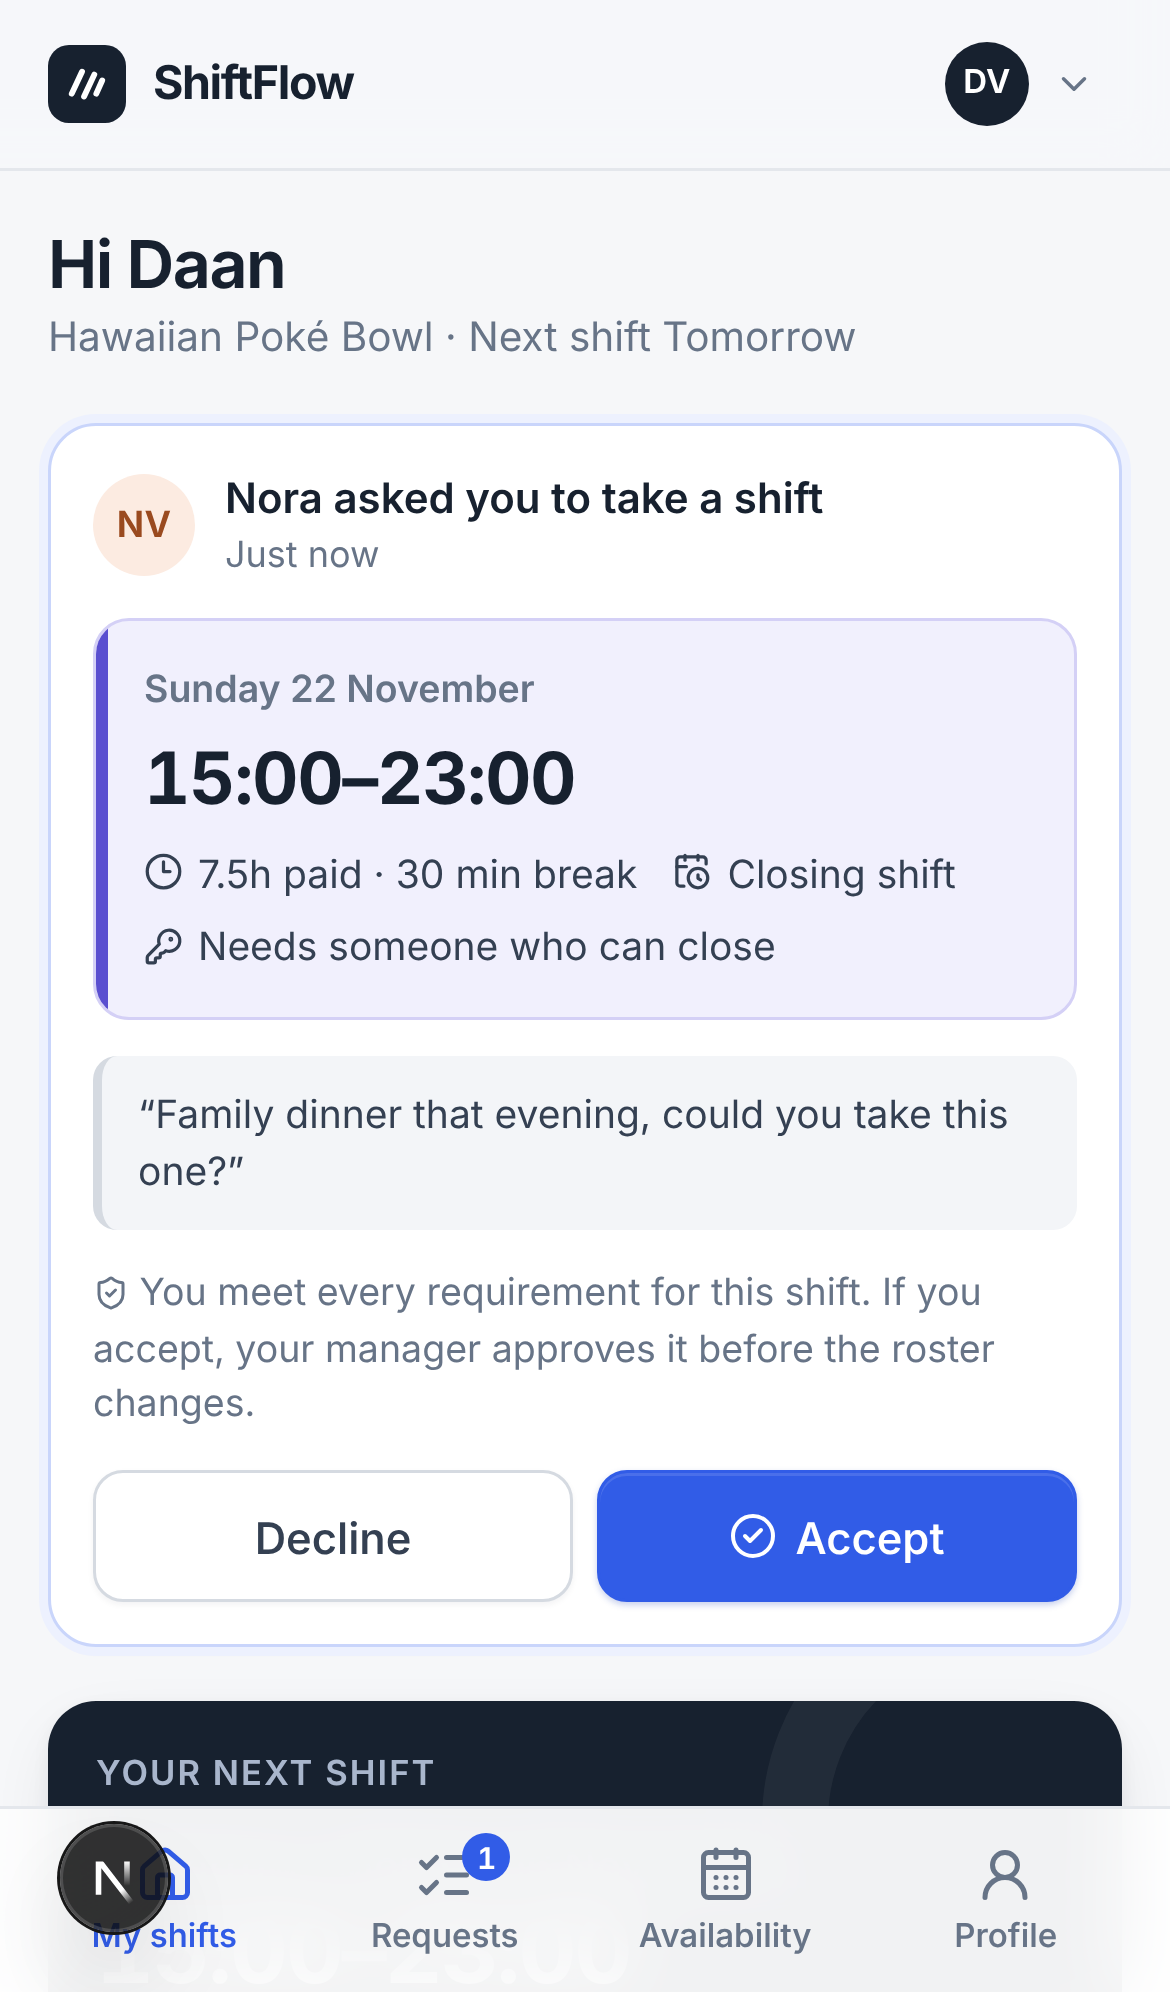 ShiftFlow
DV
Hi Daan
Hawaiian Poké Bowl · Next shift Tomorrow
NV
Nora asked you to take a shift
Just now
Sunday 22 November
15:00–23:00
7.5h paid · 30 min break
Closing shift
Needs someone who can close
“Family dinner that evening, could you take this
one?”
You meet every requirement for this shift. If you
accept, your manager approves it before the roster
changes.
Decline
Accept
YOUR NEXT SHIFT
15:00–23:00
N
1
My shifts
Requests
Availability
Profile